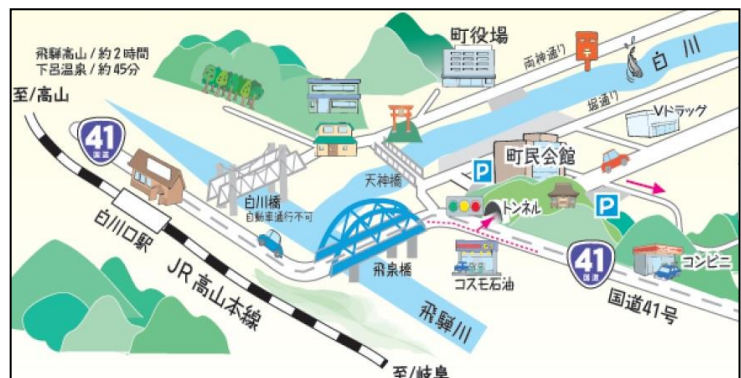 飛騨高山/約2時間
下呂温泉/約45分
至/高山
41
国道
白川口駅
JR高山本線
白川橋
自動車通行不可
町役場
両神通り
白川
堀通り
Vドラッグ
町民会館
P
天神橋
トンネル
P
飛泉橋
コスモ石油
41
国道
コンビニ
国道41号
飛騨川
至/岐阜